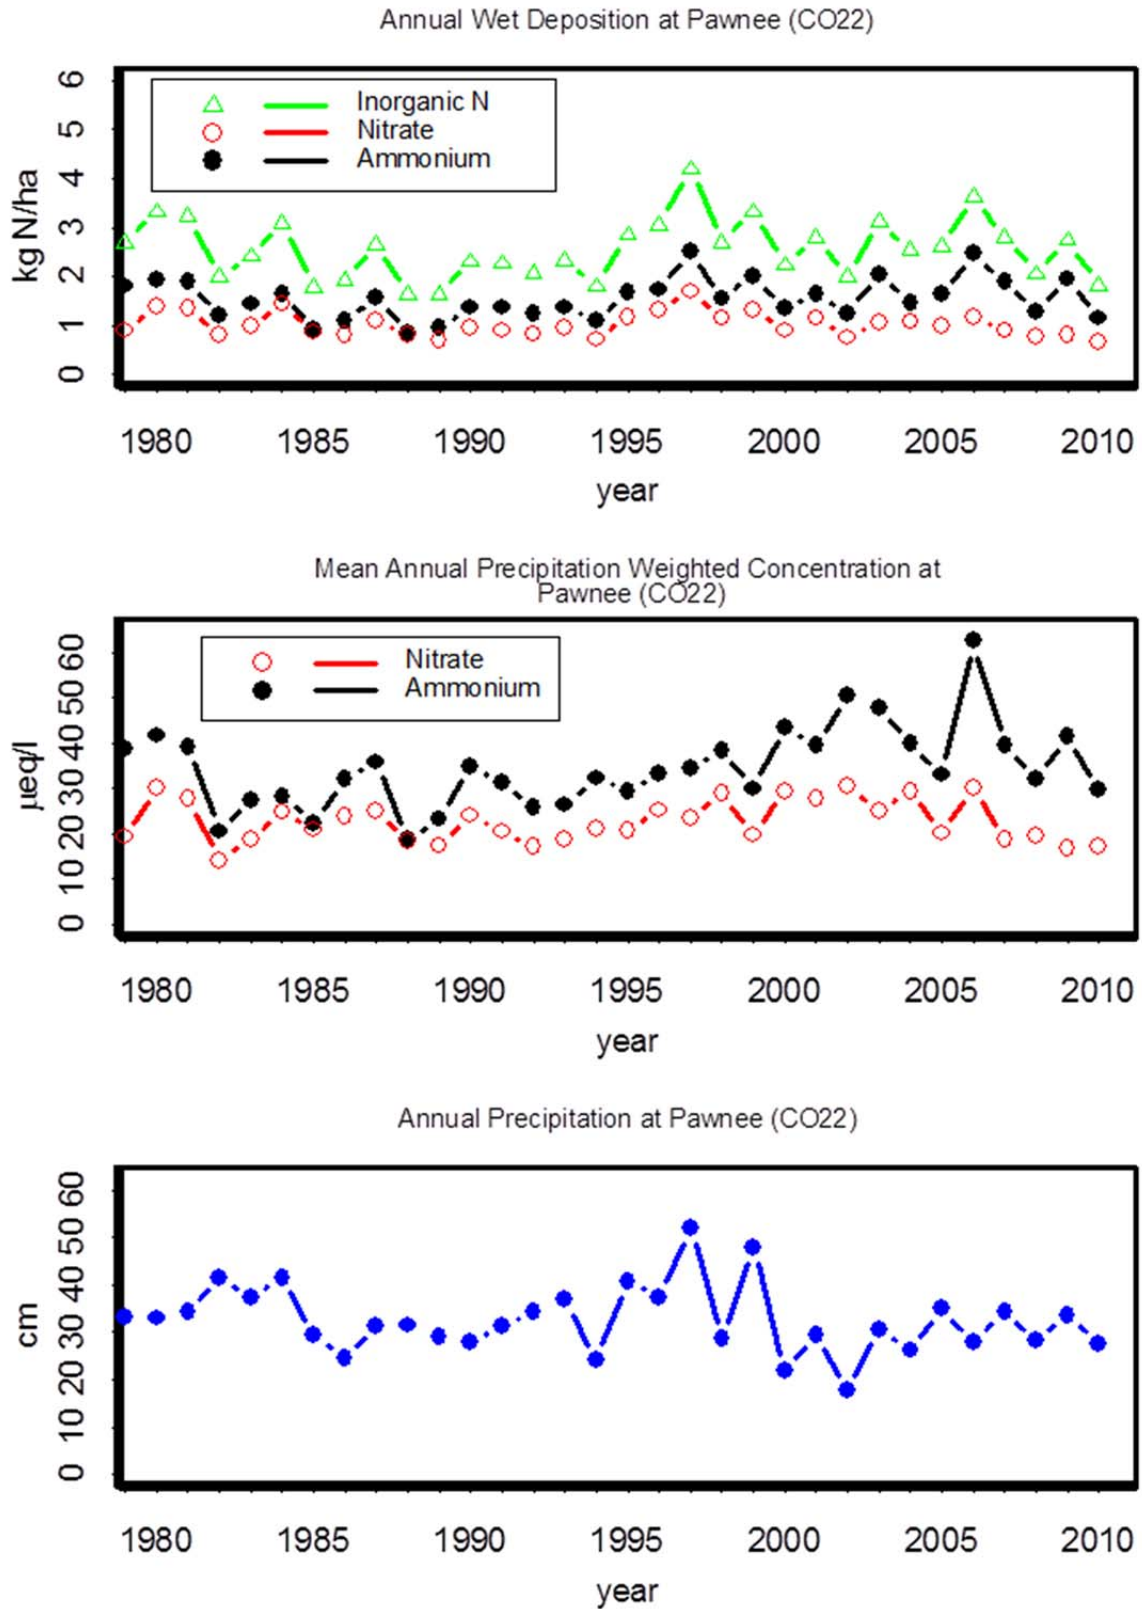 Annual Wet Deposition at Pawnee (CO22)
6
5
4
3
2
1
0
kg N/ha
Inorganic N
Nitrate
Ammonium
1980 1985 1990 1995 2000 2005 2010
year
Mean Annual Precipitation Weighted Concentration at
Pawnee (CO22)
60
50
40
30
20
10
0
µeq/l
Nitrate
Ammonium
1980 1985 1990 1995 2000 2005 2010
year
Annual Precipitation at Pawnee (CO22)
60
50
40
30
20
10
0
cm
1980 1985 1990 1995 2000 2005 2010
year